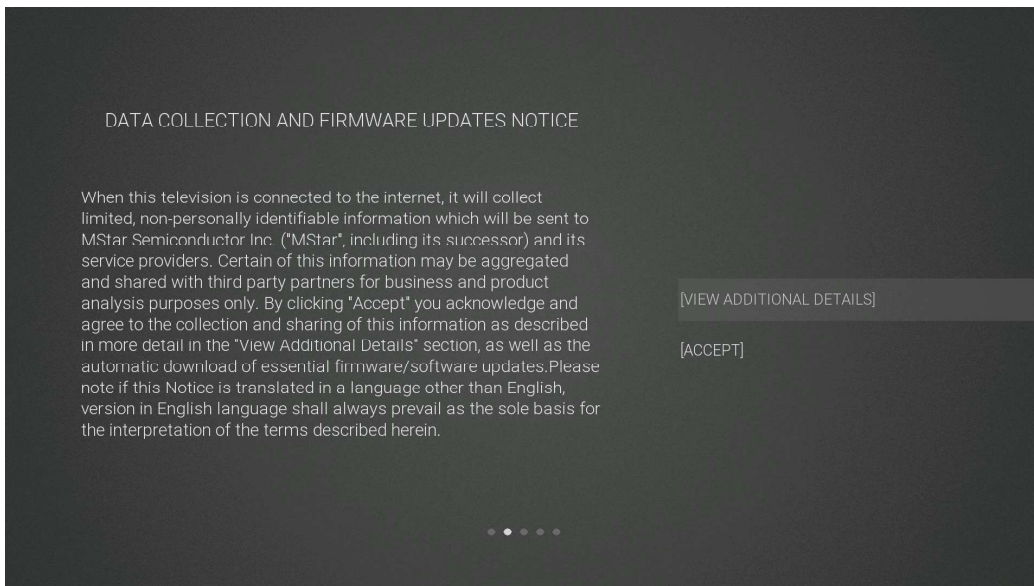 DATA COLLECTION AND FIRMWARE UPDATES NOTICE
When this television is connected to the internet, it will collect
limited, non-personally identifiable information which will be sent to
MStar Semiconductor Inc. ("MStar", including its successor) and its
service providers. Certain of this information may be aggregated
and shared with third party partners for business and product
analysis purposes only. By clicking "Accept" you acknowledge and
agree to the collection and sharing of this information as described
in more detail in the "View Additional Details" section, as well as the
automatic download of essential firmware/software updates.Please
note if this Notice is translated in a language other than English,
version in English language shall always prevail as the sole basis for
the interpretation of the terms described herein.
[VIEW ADDITIONAL DETAILS]
[ACCEPT]